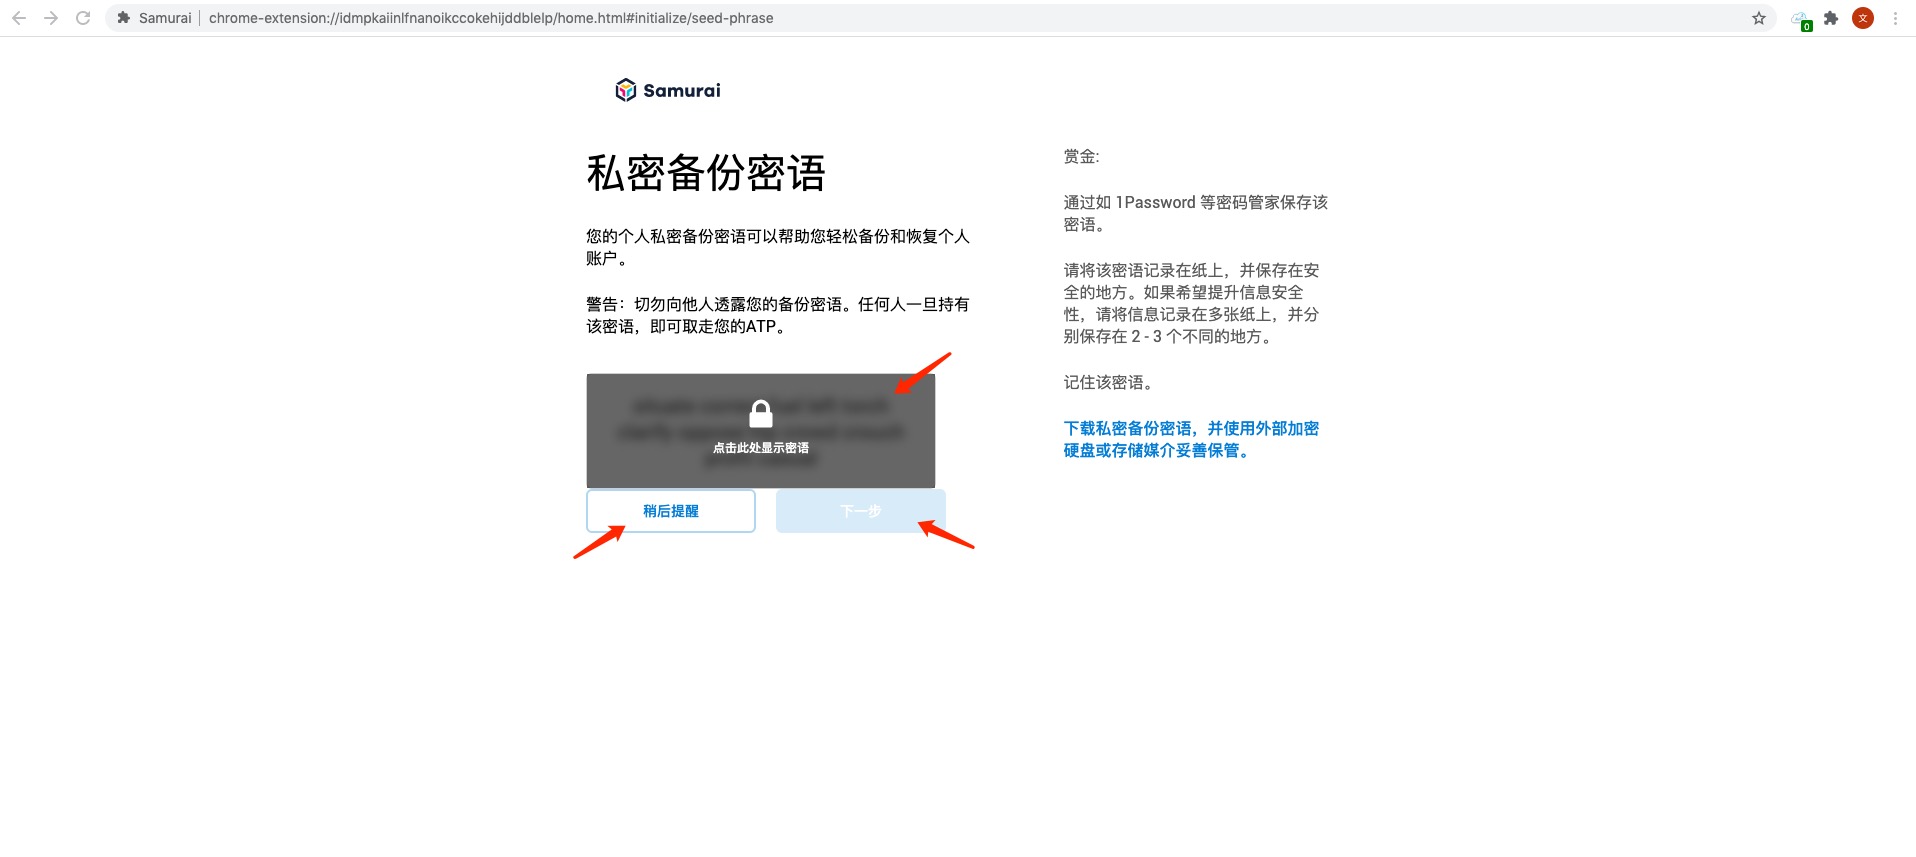 Samurai
chrome-extension://idmpkaiinlfnanoikccokehijddblelp/home.html#initialize/seed-phrase
0
文
Samurai
私密备份密语
您的个人私密备份密语可以帮助您轻松备份和恢复个人
账户。
警告：切勿向他人透露您的备份密语。任何人一旦持有
该密语，即可取走您的ATP。
点击此处显示密语
稍后提醒
下一步
赏金:
通过如 1Password 等密码管家保存该
密语。
请将该密语记录在纸上，并保存在安
全的地方。如果希望提升信息安全
性，请将信息记录在多张纸上，并分
别保存在 2 - 3 个不同的地方。
记住该密语。
下载私密备份密语，并使用外部加密
硬盘或存储媒介妥善保管。